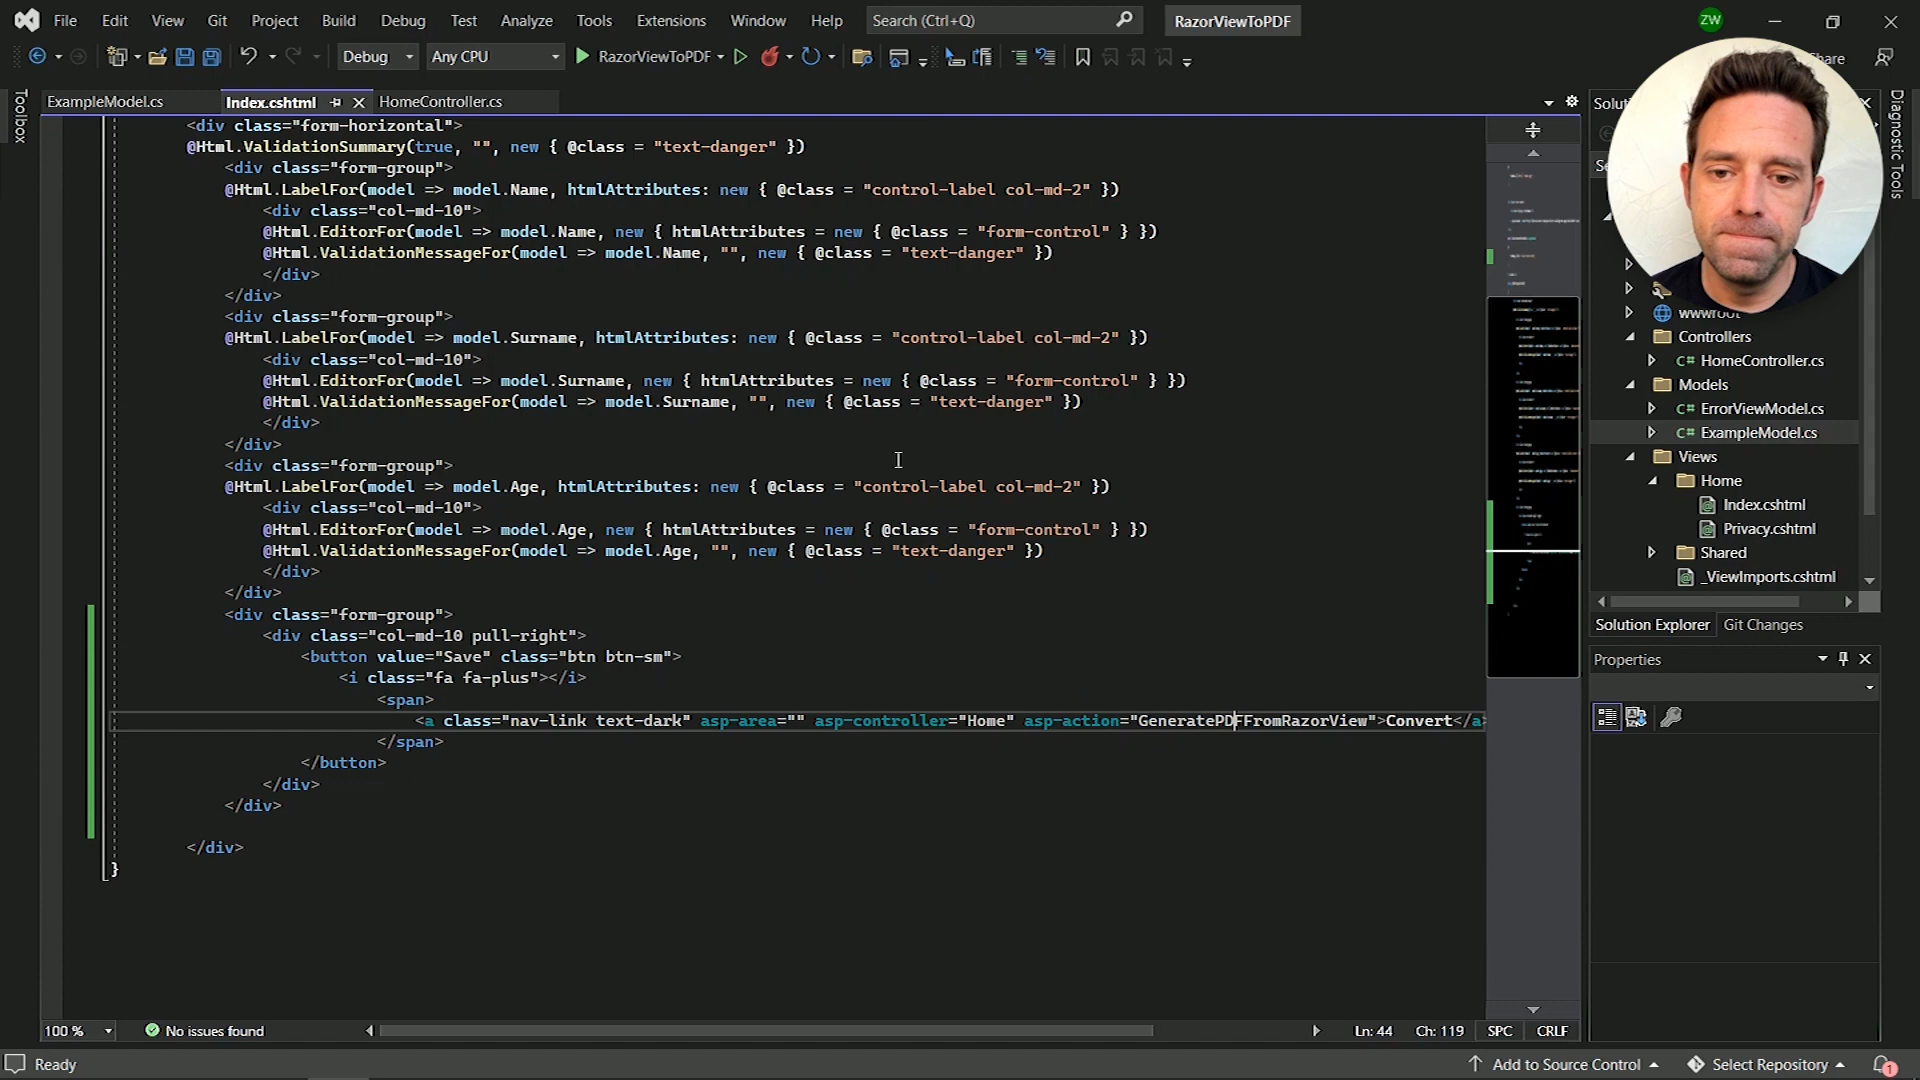 File Edit View Git Project Build Debug Test Analyze Tools Extensions Window Help Search (Ctrl+Q) RazorViewToPDF ZW
Debug Any CPU RazorViewToPDF
Toolbox
ExampleModel.cs Index.cshtml HomeController.cs
<div class="form-horizontal">
@Html.ValidationSummary(true, "", new { @class = "text-danger" })
<div class="form-group">
@Html.LabelFor(model => model.Name, htmlAttributes: new { @class = "control-label col-md-2" })
<div class="col-md-10">
@Html.EditorFor(model => model.Name, new { htmlAttributes = new { @class = "form-control" } })
@Html.ValidationMessageFor(model => model.Name, "", new { @class = "text-danger" })
</div>
</div>
<div class="form-group">
@Html.LabelFor(model => model.Surname, htmlAttributes: new { @class = "control-label col-md-2" })
<div class="col-md-10">
@Html.EditorFor(model => model.Surname, new { htmlAttributes = new { @class = "form-control" } })
@Html.ValidationMessageFor(model => model.Surname, "", new { @class = "text-danger" })
</div>
</div>
<div class="form-group">
@Html.LabelFor(model => model.Age, htmlAttributes: new { @class = "control-label col-md-2" })
<div class="col-md-10">
@Html.EditorFor(model => model.Age, new { htmlAttributes = new { @class = "form-control" } })
@Html.ValidationMessageFor(model => model.Age, "", new { @class = "text-danger" })
</div>
</div>
<div class="form-group">
<div class="col-md-10 pull-right">
<button value="Save" class="btn btn-sm">
<i class="fa fa-plus"></i>
<span>
<a class="nav-link text-dark" asp-area="" asp-controller="Home" asp-action="GeneratePDFFromRazorView">Convert</a>
</span>
</button>
</div>
</div>
</div>
}
100 % No issues found Ln: 44 Ch: 119 SPC CRLF
wwwroot
Controllers
C# HomeController.cs
Models
C# ErrorViewModel.cs
C# ExampleModel.cs
Views
Home
Index.cshtml
Privacy.cshtml
Shared
_ViewImports.cshtml
Solution Explorer Git Changes
Properties
Diagnostic Tools
Ready Add to Source Control Select Repository 1